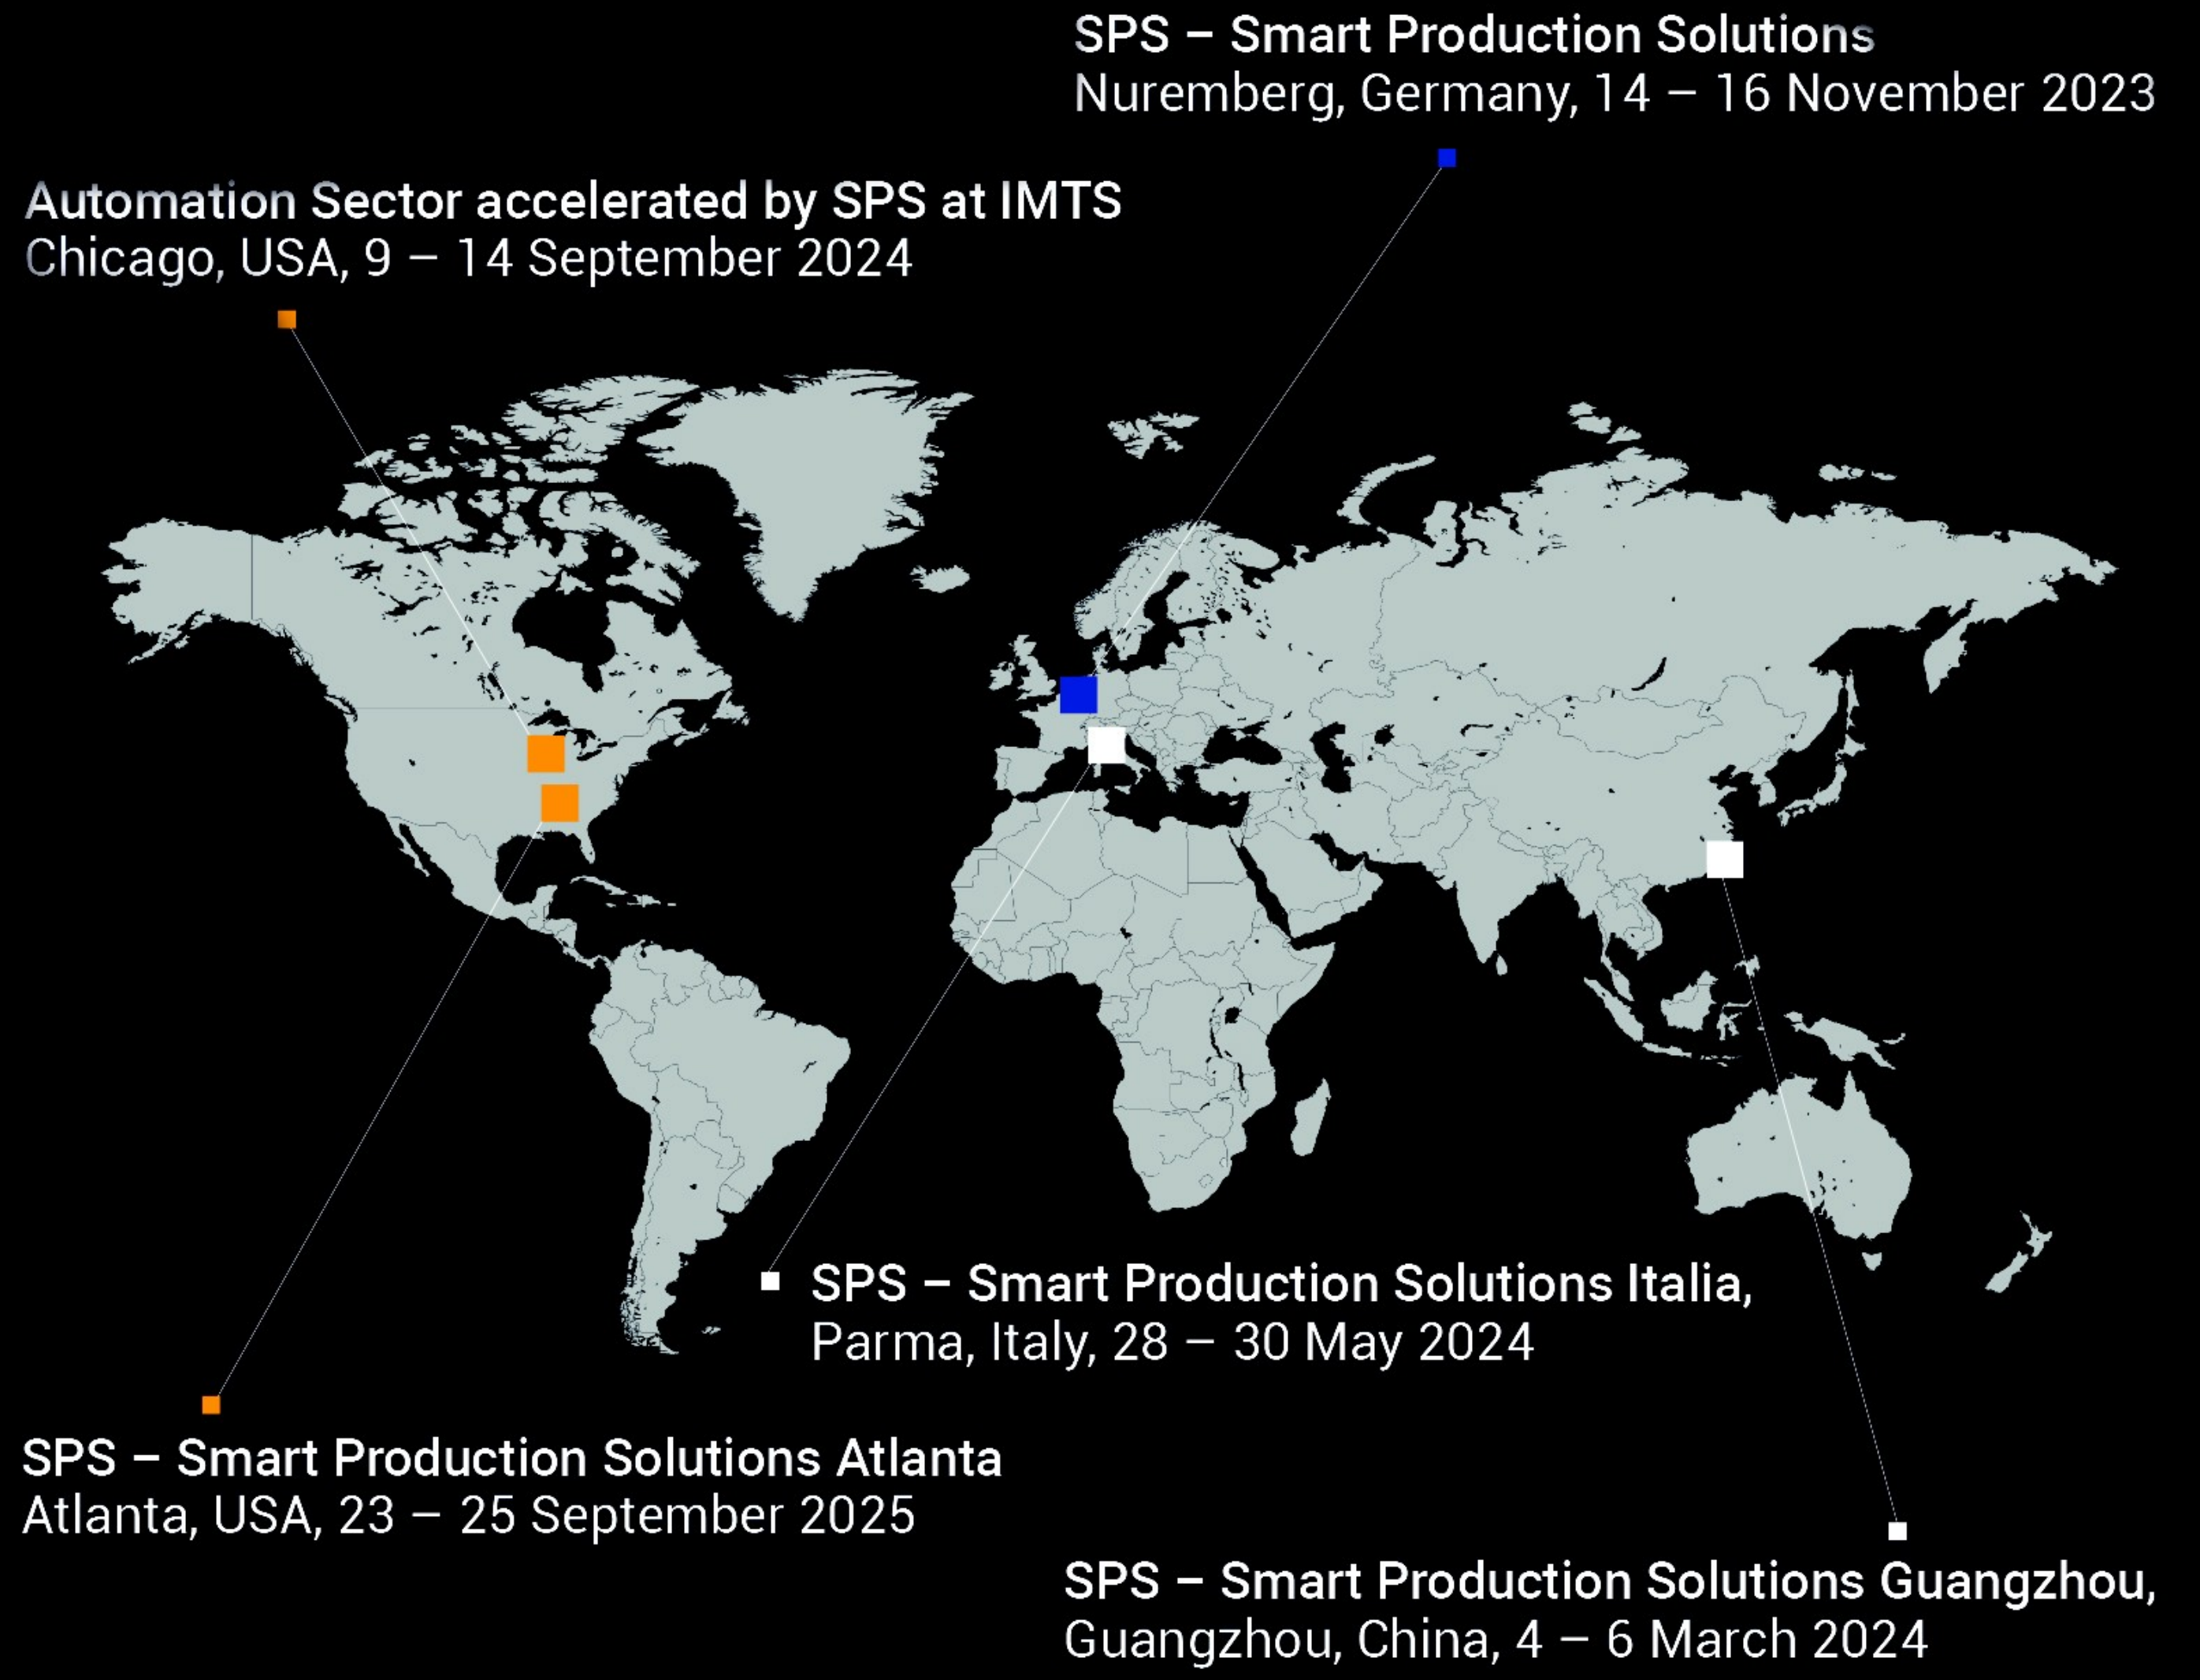 SPS – Smart Production Solutions
Nuremberg, Germany, 14 – 16 November 2023
Automation Sector accelerated by SPS at IMTS
Chicago, USA, 9 – 14 September 2024
SPS – Smart Production Solutions Italia,
Parma, Italy, 28 – 30 May 2024
SPS – Smart Production Solutions Atlanta
Atlanta, USA, 23 – 25 September 2025
SPS – Smart Production Solutions Guangzhou,
Guangzhou, China, 4 – 6 March 2024